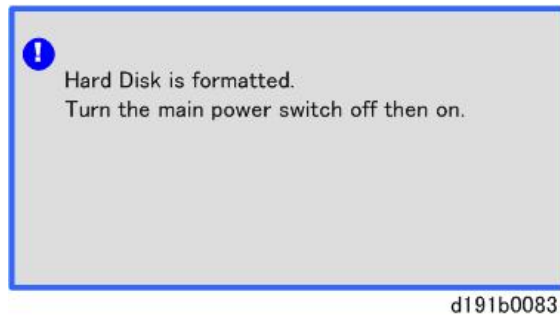 Hard Disk is formatted.
Turn the main power switch off then on.
d191b0083